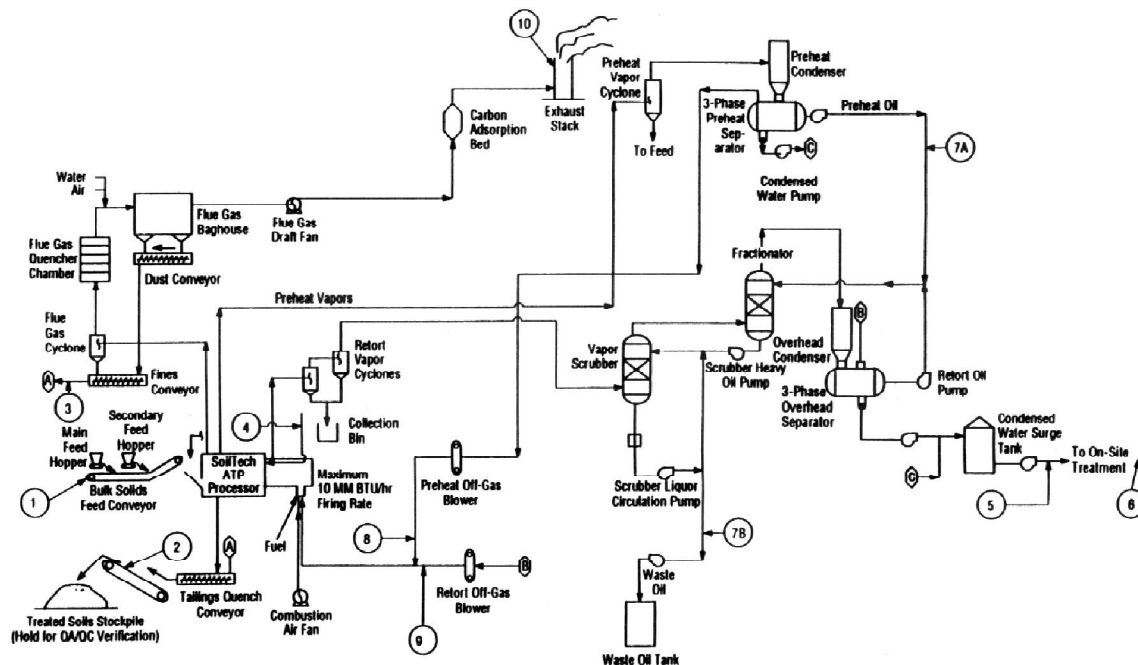 10
Preheat
Vapor
Cyclone
Preheat
Condenser
Exhaust
Stack
Carbon
Adsorption
Bed
To Feed
3-Phase
Preheat
Sep-
arator
Preheat Oil
C
7A
Condensed
Water Pump
Water
Air
Flue Gas
Baghouse
Flue Gas
Draft Fan
Flue Gas
Quencher
Chamber
Dust Conveyor
Fractionator
Preheat Vapors
Flue
Gas
Cyclone
Retort
Vapor
Cyclones
Vapor
Scrubber
B
Overhead
Condenser
Scrubber Heavy
Oil Pump
Retort Oil
Pump
3-Phase
Overhead
Separator
A
Fines
Conveyor
3
Secondary
Feed
Hopper
Main
Feed
Hopper
4
Collection
Bin
Condensed
Water Surge
Tank
To On-Site
Treatment
C
SoilTech
ATP
Processor
Maximum
10 MM BTU/hr
Firing Rate
Preheat Off-Gas
Blower
Scrubber Liquor
Circulation Pump
1
Bulk Solids
Feed Conveyor
5
6
Fuel
8
7B
2
A
B
Tailings Quench
Conveyor
Retort Off-Gas
Blower
Waste
Oil
Treated Soils Stockpile
(Hold for QA/QC Verification)
Combustion
Air Fan
9
Waste Oil Tank